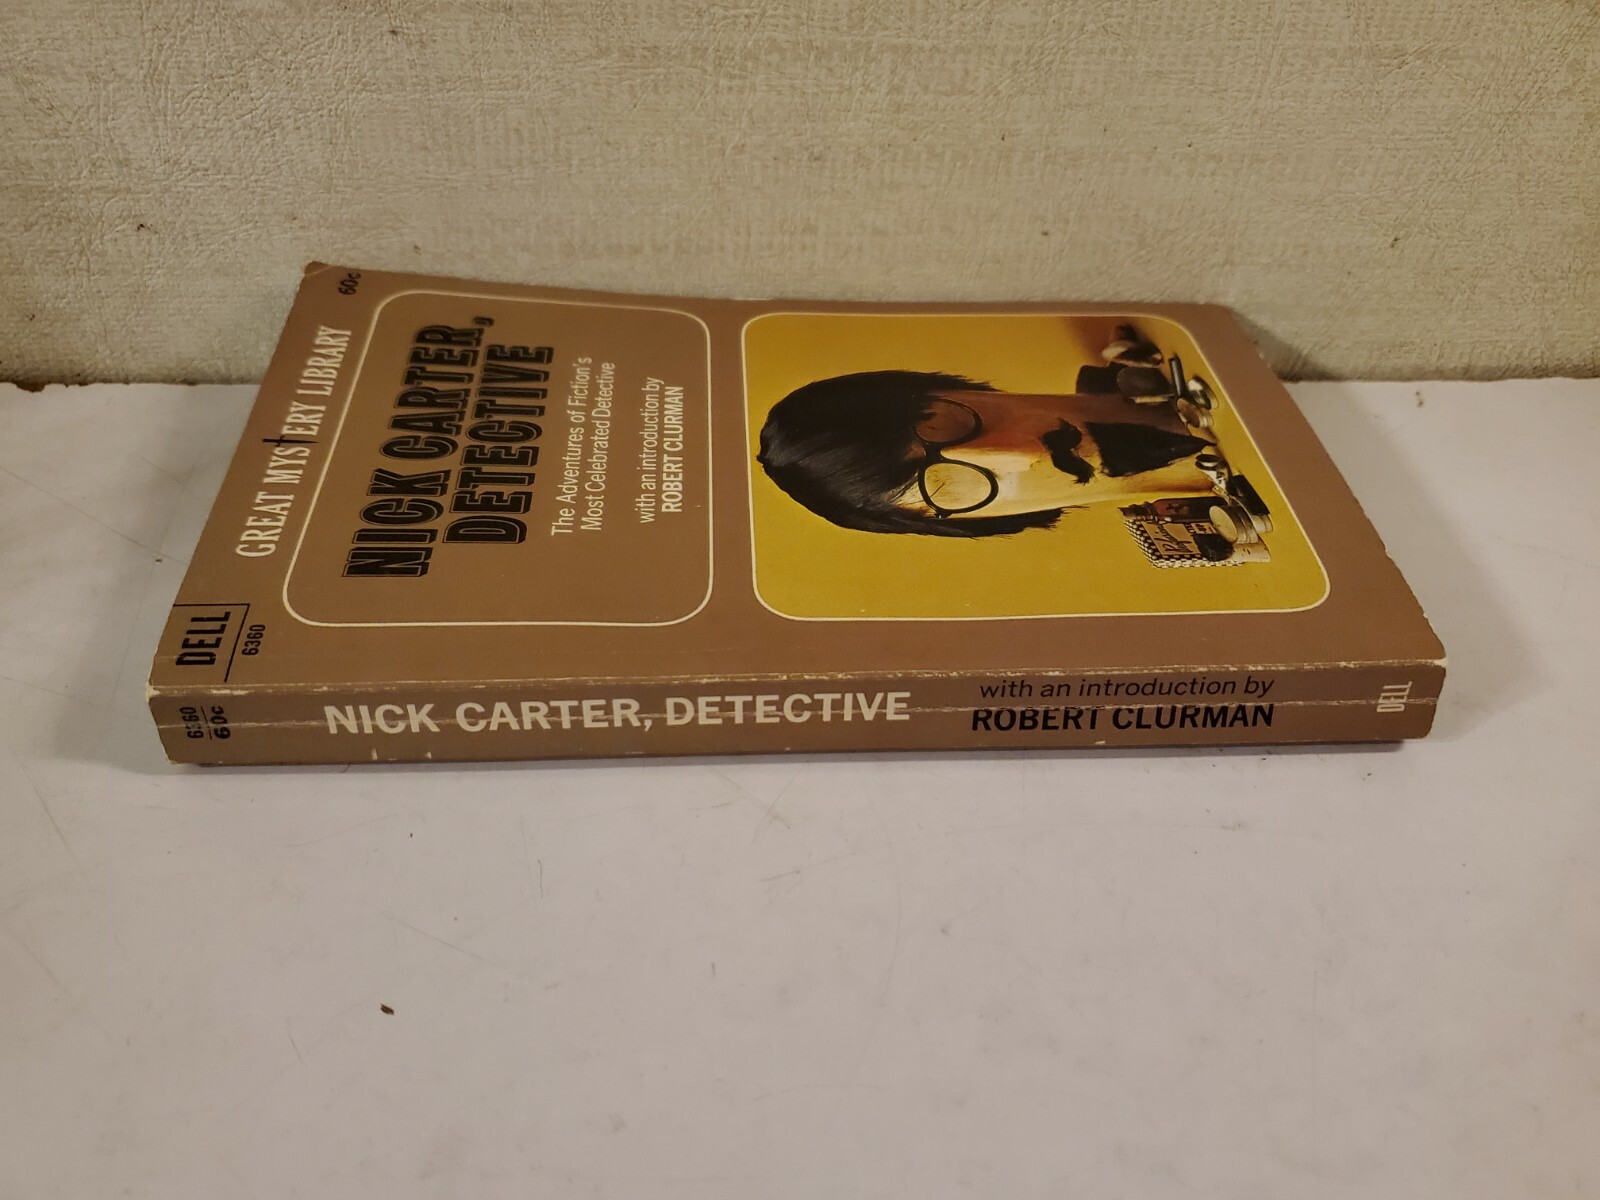 60c
GREAT MYSTERY LIBRARY
NICK CARTER,
DETECTIVE
The Adventures of Fiction's
Most Celebrated Detective
with an introduction by
ROBERT CLURMAN
DELL
6360
6360
60c
NICK CARTER, DETECTIVE
with an introduction by
ROBERT CLURMAN
DELL